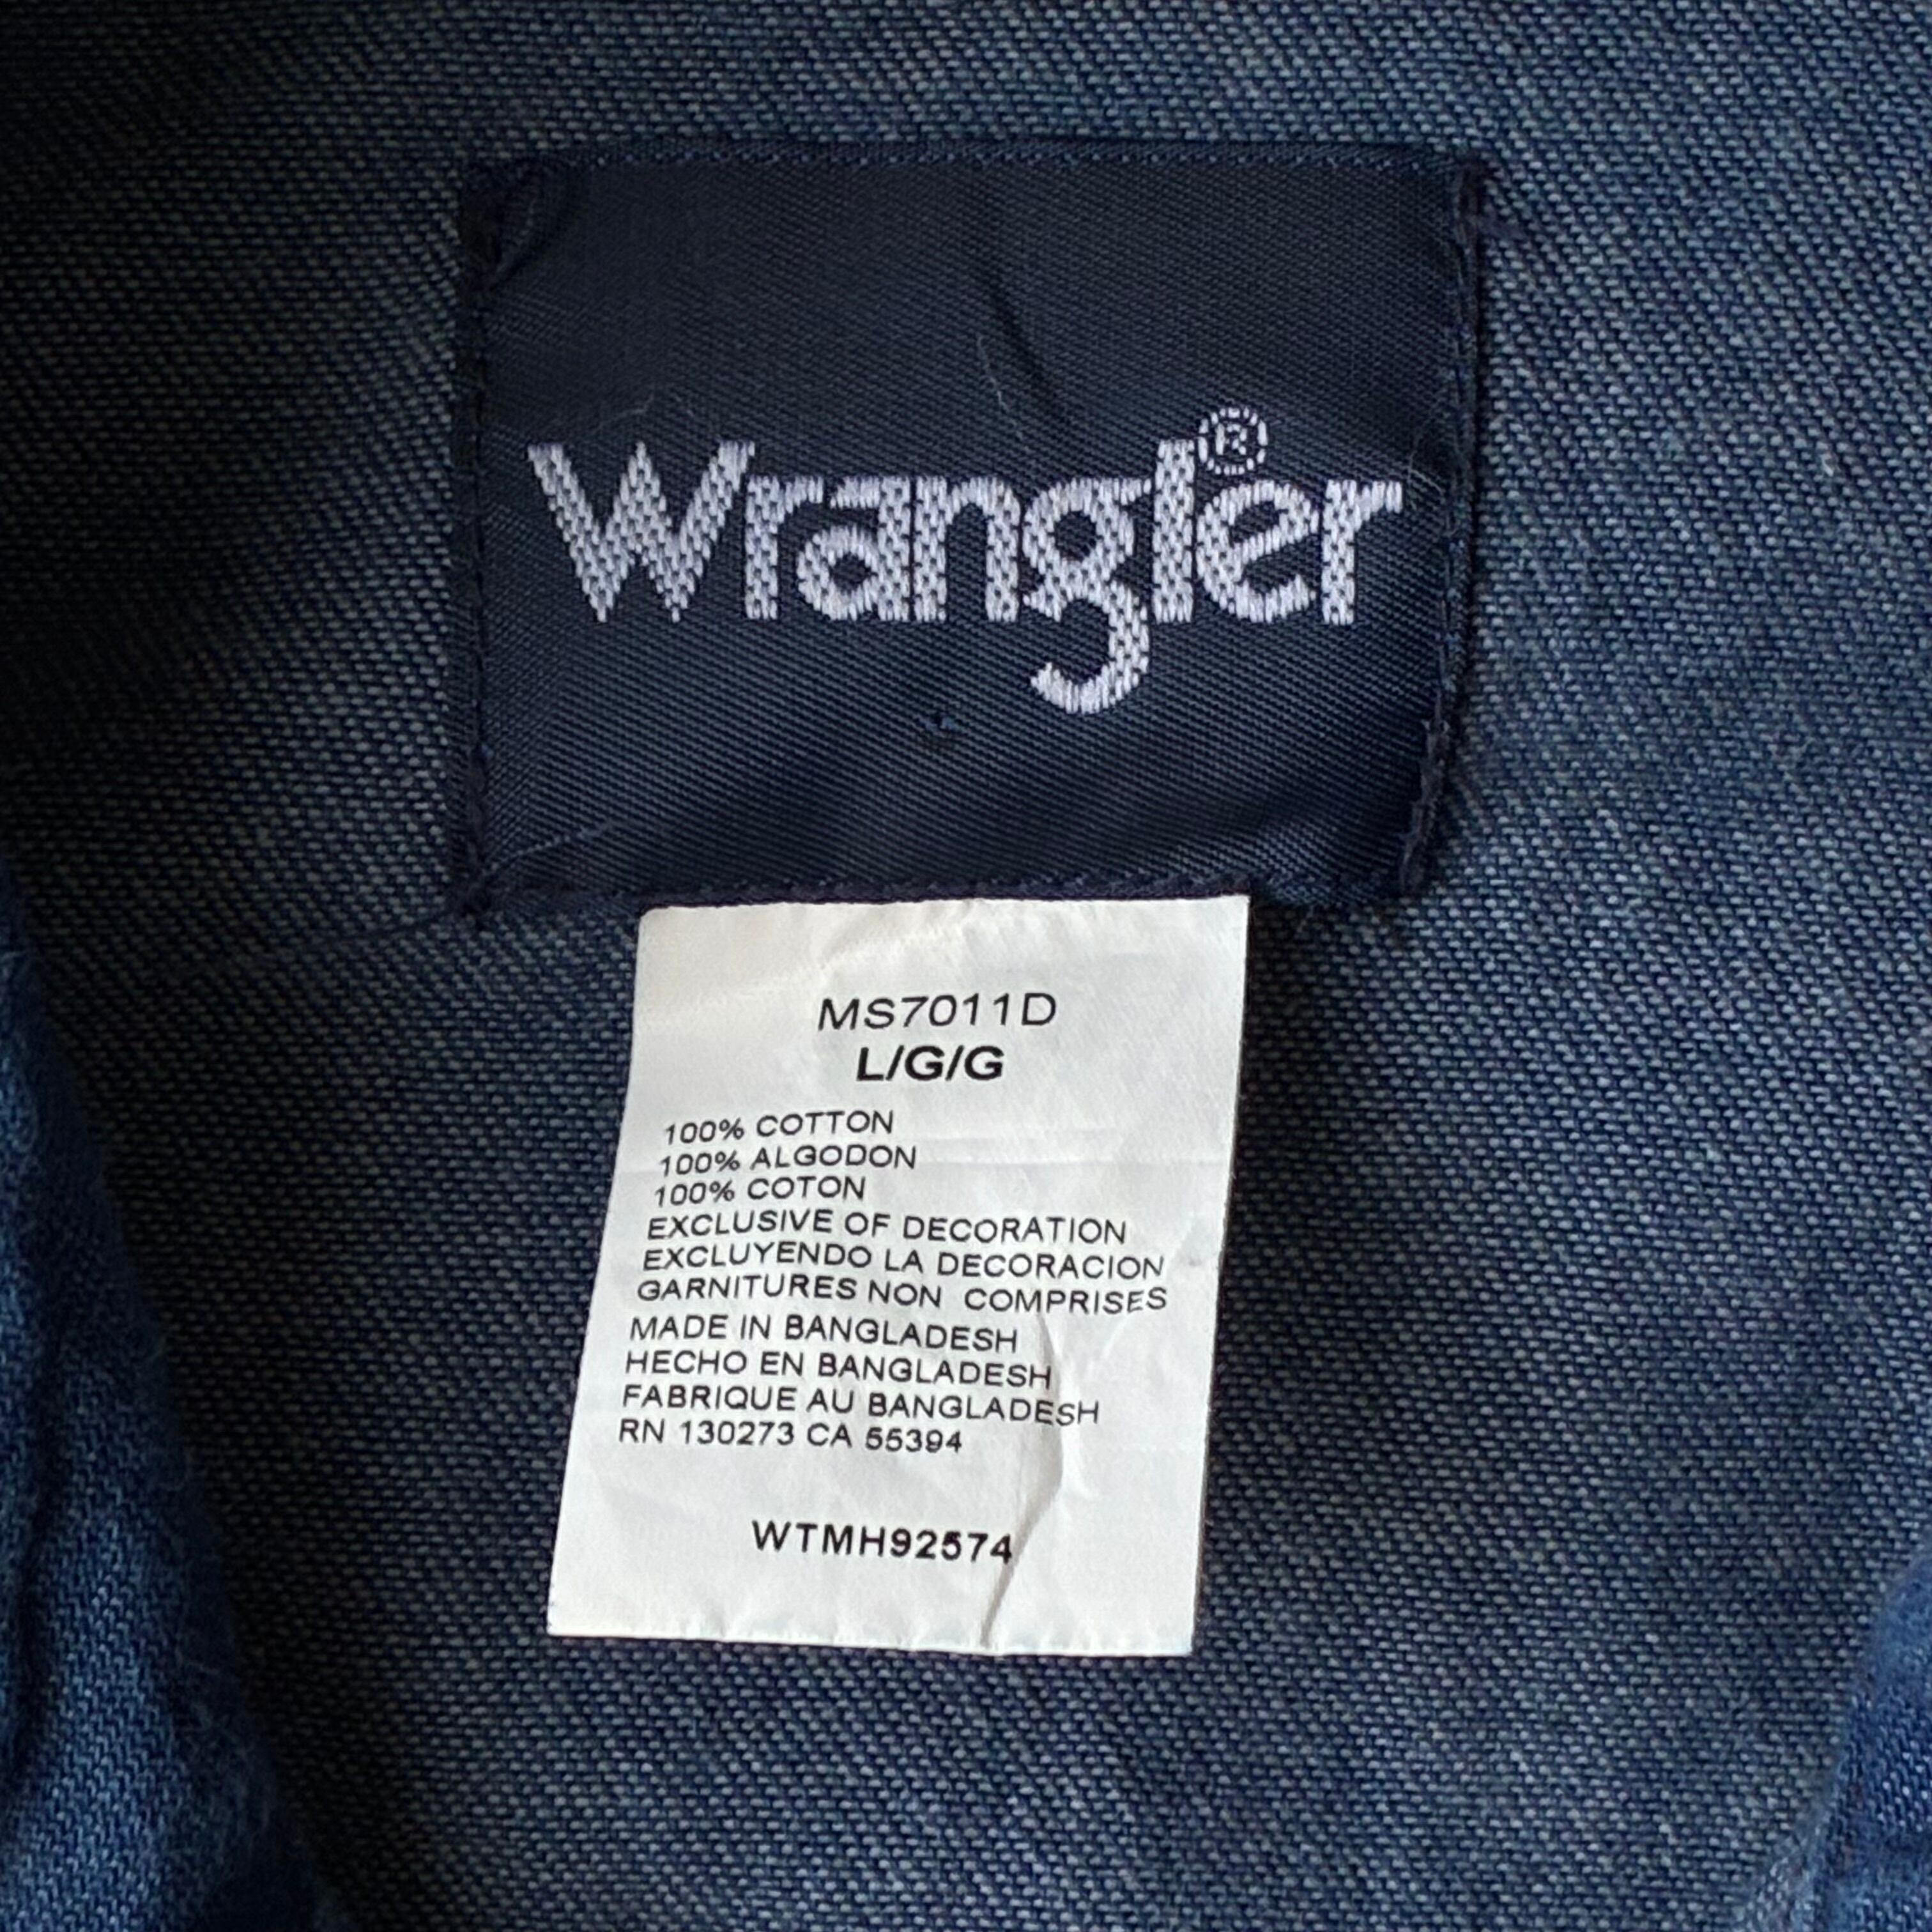 Wrangler®
MS7011D
L/G/G
100% COTTON
100% ALGODON
100% COTON
EXCLUSIVE OF DECORATION
EXCLUYENDO LA DECORACION
GARNITURES NON COMPRISES
MADE IN BANGLADESH
HECHO EN BANGLADESH
FABRIQUE AU BANGLADESH
RN 130273 CA 55394
WTMH92574